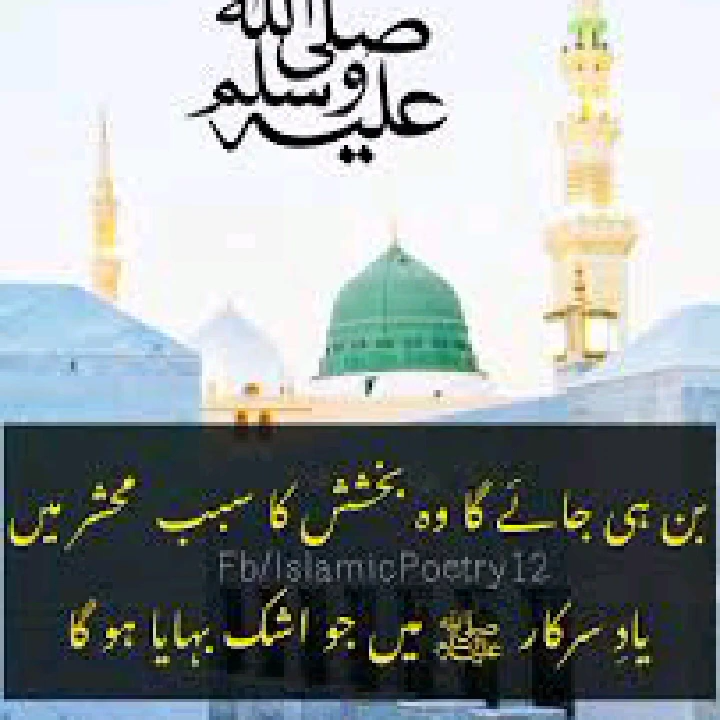 صلی اللہ
علیہ وسلم
بن ہی جائے گا وہ بخشش کا سبب محشر میں
Fb/IslamicPoetry12
یادِ سَرکار ﷺ میں جو اشک بہایا ہو گا